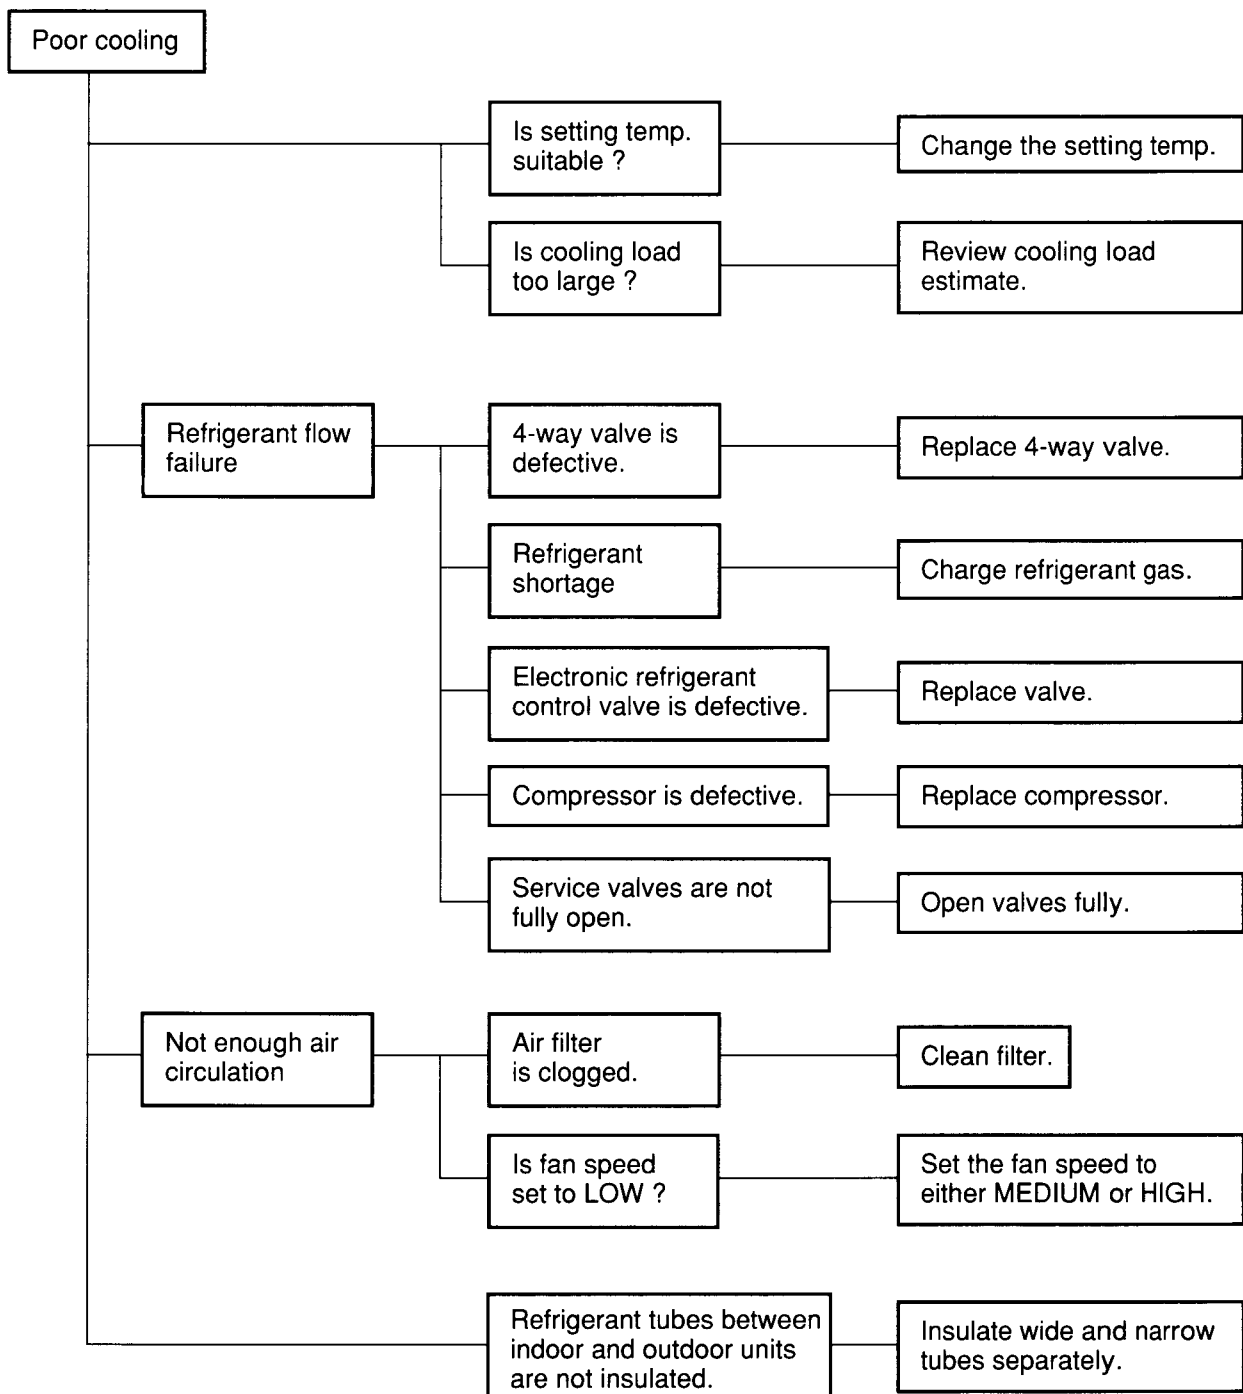 Poor cooling
Is setting temp.
suitable ?
Change the setting temp.
Is cooling load
too large ?
Review cooling load
estimate.
Refrigerant flow
failure
4-way valve is
defective.
Replace 4-way valve.
Refrigerant
shortage
Charge refrigerant gas.
Electronic refrigerant
control valve is defective.
Replace valve.
Compressor is defective.
Replace compressor.
Service valves are not
fully open.
Open valves fully.
Not enough air
circulation
Air filter
is clogged.
Clean filter.
Is fan speed
set to LOW ?
Set the fan speed to
either MEDIUM or HIGH.
Refrigerant tubes between
indoor and outdoor units
are not insulated.
Insulate wide and narrow
tubes separately.